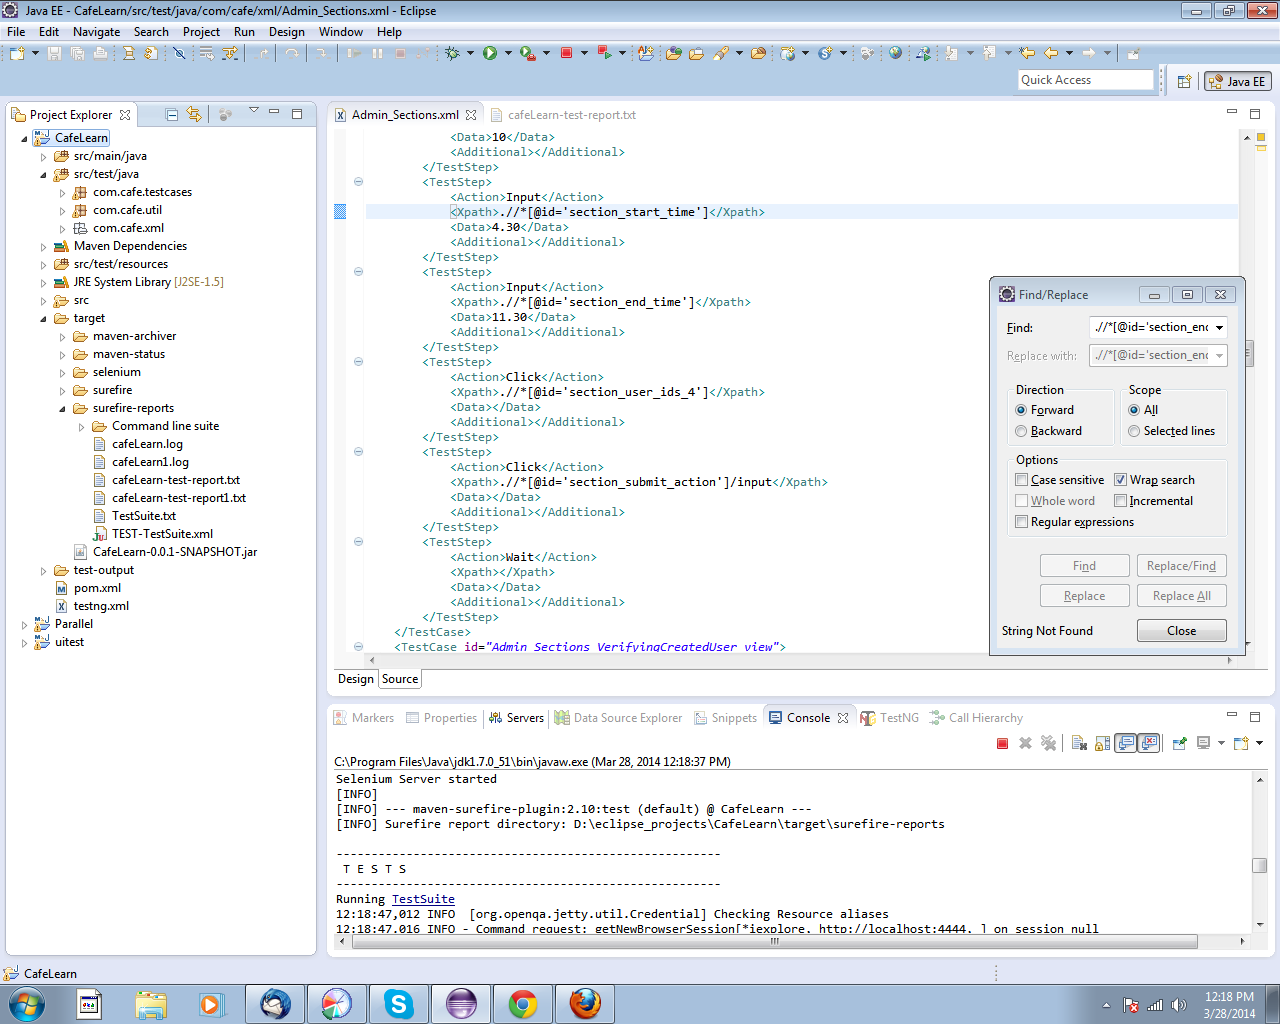 Java EE - CafeLearn/src/test/java/com/cafe/xml/Admin_Sections.xml - Eclipse
File Edit Navigate Search Project Run Design Window Help
Quick Access
Java EE
Project Explorer
CafeLearn
src/main/java
src/test/java
com.cafe.testcases
com.cafe.util
com.cafe.xml
Maven Dependencies
src/test/resources
JRE System Library [J2SE-1.5]
src
target
maven-archiver
maven-status
selenium
surefire
surefire-reports
Command line suite
cafeLearn.log
cafeLearn1.log
cafeLearn-test-report.txt
cafeLearn-test-report1.txt
TestSuite.txt
TEST-TestSuite.xml
CafeLearn-0.0.1-SNAPSHOT.jar
test-output
pom.xml
testng.xml
Parallel
uitest
Admin_Sections.xml
cafeLearn-test-report.txt
<Data>10</Data>
<Additional></Additional>
</TestStep>
<TestStep>
<Action>Input</Action>
<Xpath>.//*[@id='section_start_time']</Xpath>
<Data>4.30</Data>
<Additional></Additional>
</TestStep>
<TestStep>
<Action>Input</Action>
<Xpath>.//*[@id='section_end_time']</Xpath>
<Data>11.30</Data>
<Additional></Additional>
</TestStep>
<TestStep>
<Action>Click</Action>
<Xpath>.//*[@id='section_user_ids_4']</Xpath>
<Data></Data>
<Additional></Additional>
</TestStep>
<TestStep>
<Action>Click</Action>
<Xpath>.//*[@id='section_submit_action']/input</Xpath>
<Data></Data>
<Additional></Additional>
</TestStep>
<TestStep>
<Action>Wait</Action>
<Xpath></Xpath>
<Data></Data>
<Additional></Additional>
</TestStep>
</TestCase>
<TestCase id="Admin_Sections_VerifyingCreatedUser_view">
Design Source
Find/Replace
Find: .//*[@id='section_end
Replace with: .//*[@id='section_end
Direction
Forward
Backward
Scope
All
Selected lines
Options
Case sensitive
Wrap search
Whole word
Incremental
Regular expressions
Find
Replace/Find
Replace
Replace All
String Not Found
Close
Markers Properties Servers Data Source Explorer Snippets Console TestNG Call Hierarchy
C:\Program Files\Java\jdk1.7.0_51\bin\javaw.exe (Mar 28, 2014 12:18:37 PM)
Selenium Server started
[INFO]
[INFO] --- maven-surefire-plugin:2.10:test (default) @ CafeLearn ---
[INFO] Surefire report directory: D:\eclipse_projects\CafeLearn\target\surefire-reports
-------------------------------------------------------
T E S T S
-------------------------------------------------------
Running TestSuite
12:18:47,012 INFO [org.openqa.jetty.util.Credential] Checking Resource aliases
12:18:47,016 INFO - Command request: getNewBrowserSession[*iexplore, http://localhost:4444, ] on session null
CafeLearn
12:18 PM
3/28/2014